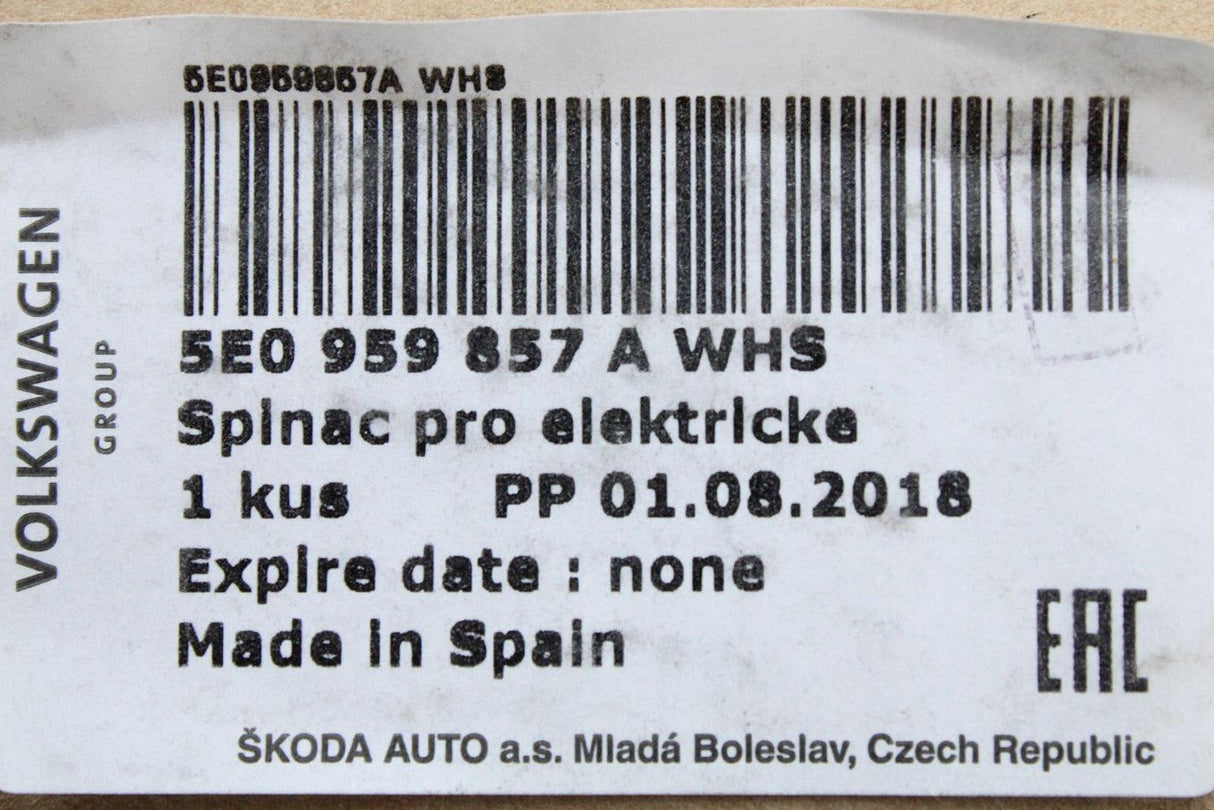 VOLKSWAGEN
GROUP
5E0959857A WHS
5E0 959 857 A WHS
Spinac pro elektricke
1 kus PP 01.08.2018
Expire date : none
Made in Spain
EAC
ŠKODA AUTO a.s. Mladá Boleslav, Czech Republic